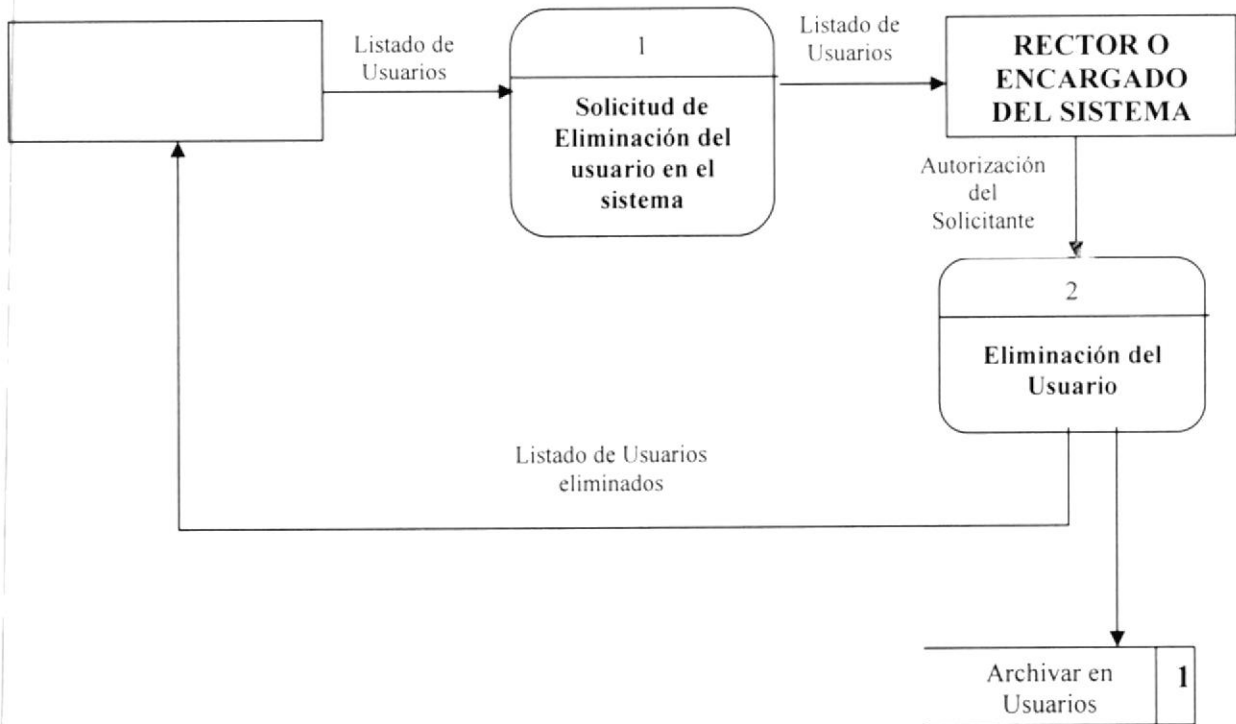 Listado de
Usuarios
1
Solicitud de
Eliminación del
usuario en el
sistema
Listado de
Usuarios
RECTOR O
ENCARGADO
DEL SISTEMA
Autorización
del
Solicitante
2
Eliminación del
Usuario
Listado de Usuarios
eliminados
Archivar en
Usuarios
1